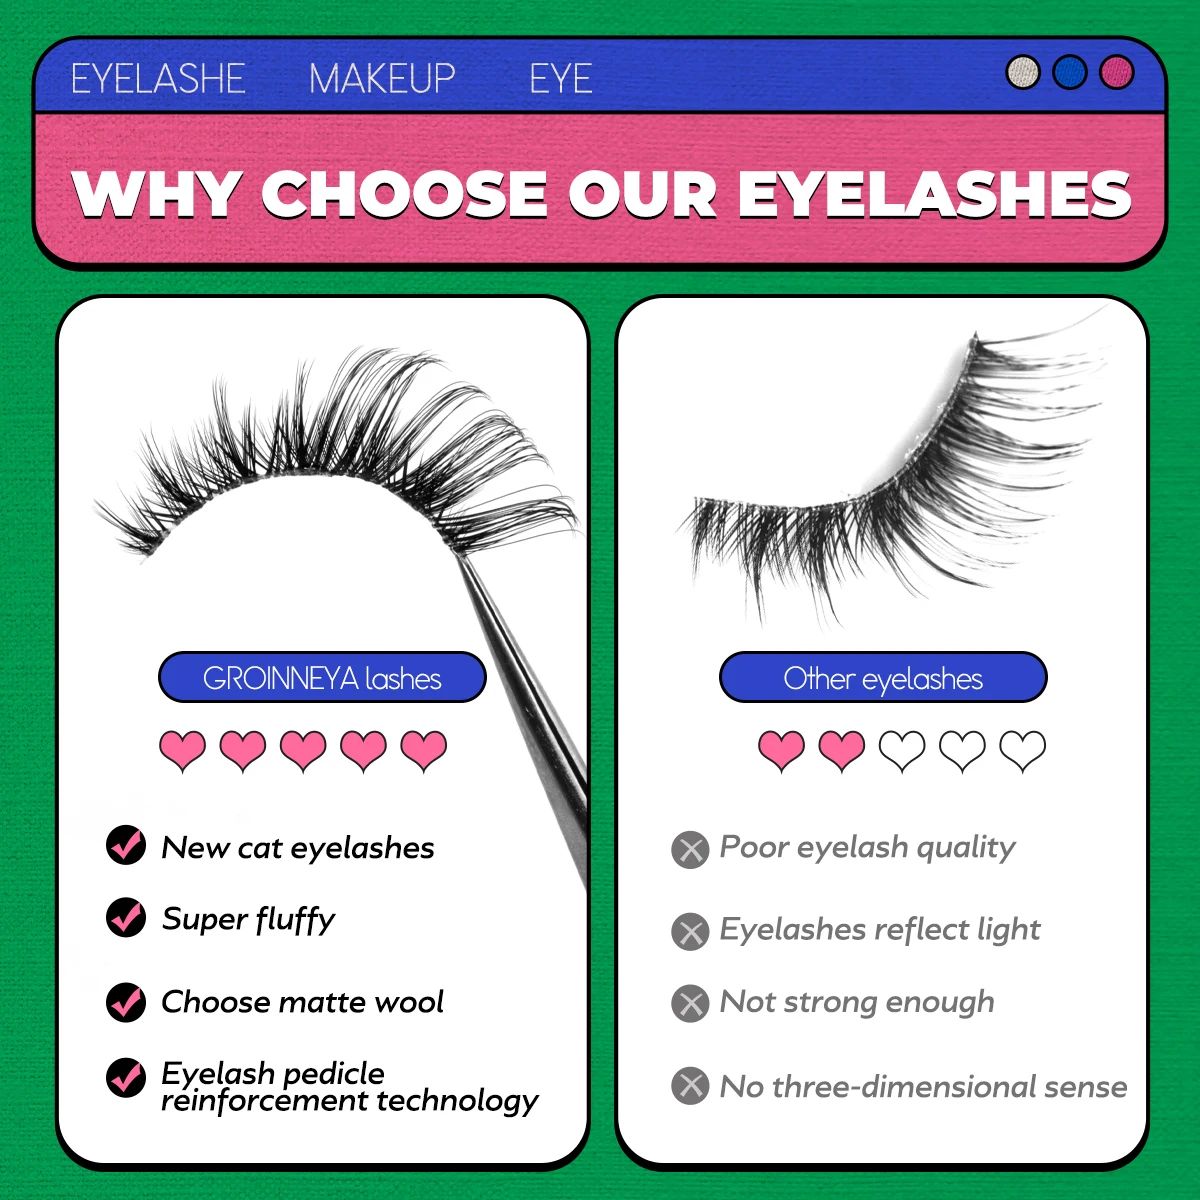 EYELASHE MAKEUP EYE
WHY CHOOSE OUR EYELASHES
GROINNEYA lashes
New cat eyelashes
Super fluffy
Choose matte wool
Eyelash pedicle
reinforcement technology
Other eyelashes
Poor eyelash quality
Eyelashes reflect light
Not strong enough
No three-dimensional sense